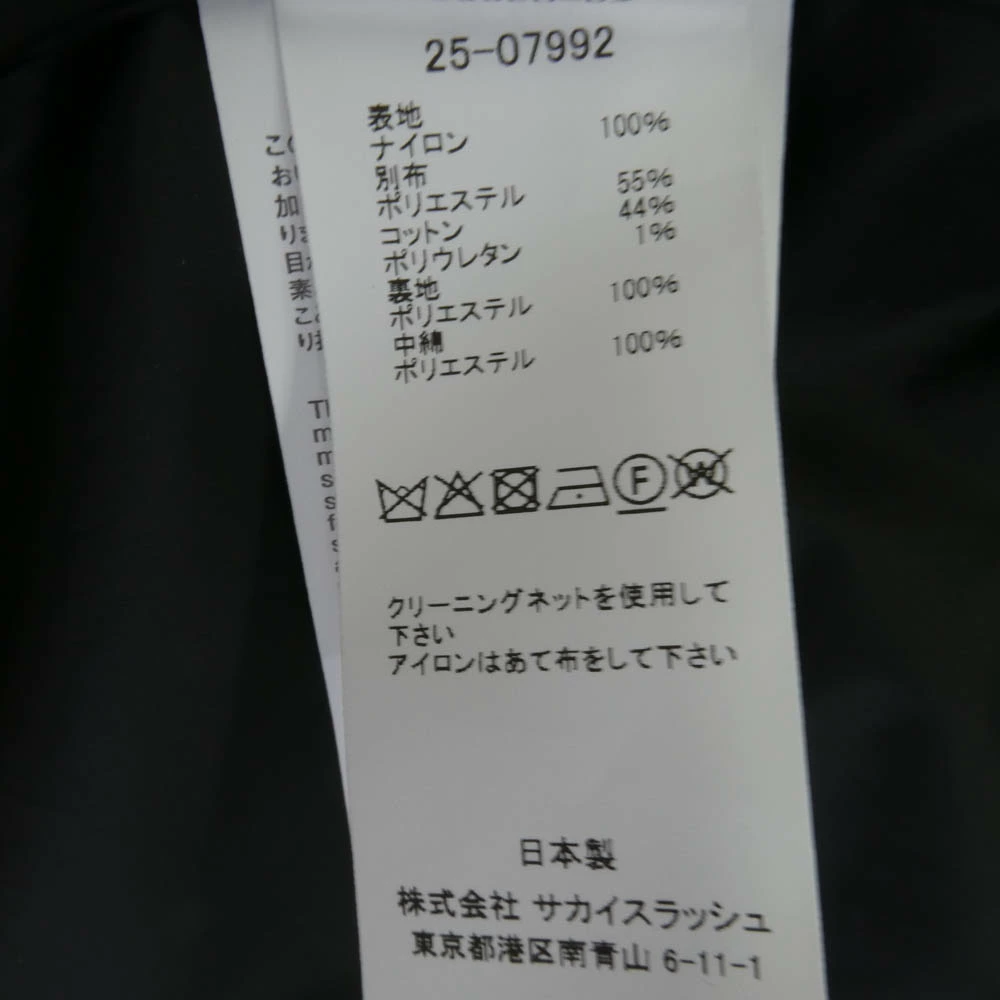 25-07992
表地
ナイロン 100%
別布
ポリエステル 55%
コットン 44%
ポリウレタン 1%
裏地
ポリエステル 100%
中綿
ポリエステル 100%
F
W
クリーニングネットを使用して
下さい
アイロンはあて布をして下さい
日本製
株式会社 サカイスラッシュ
東京都港区南青山 6-11-1